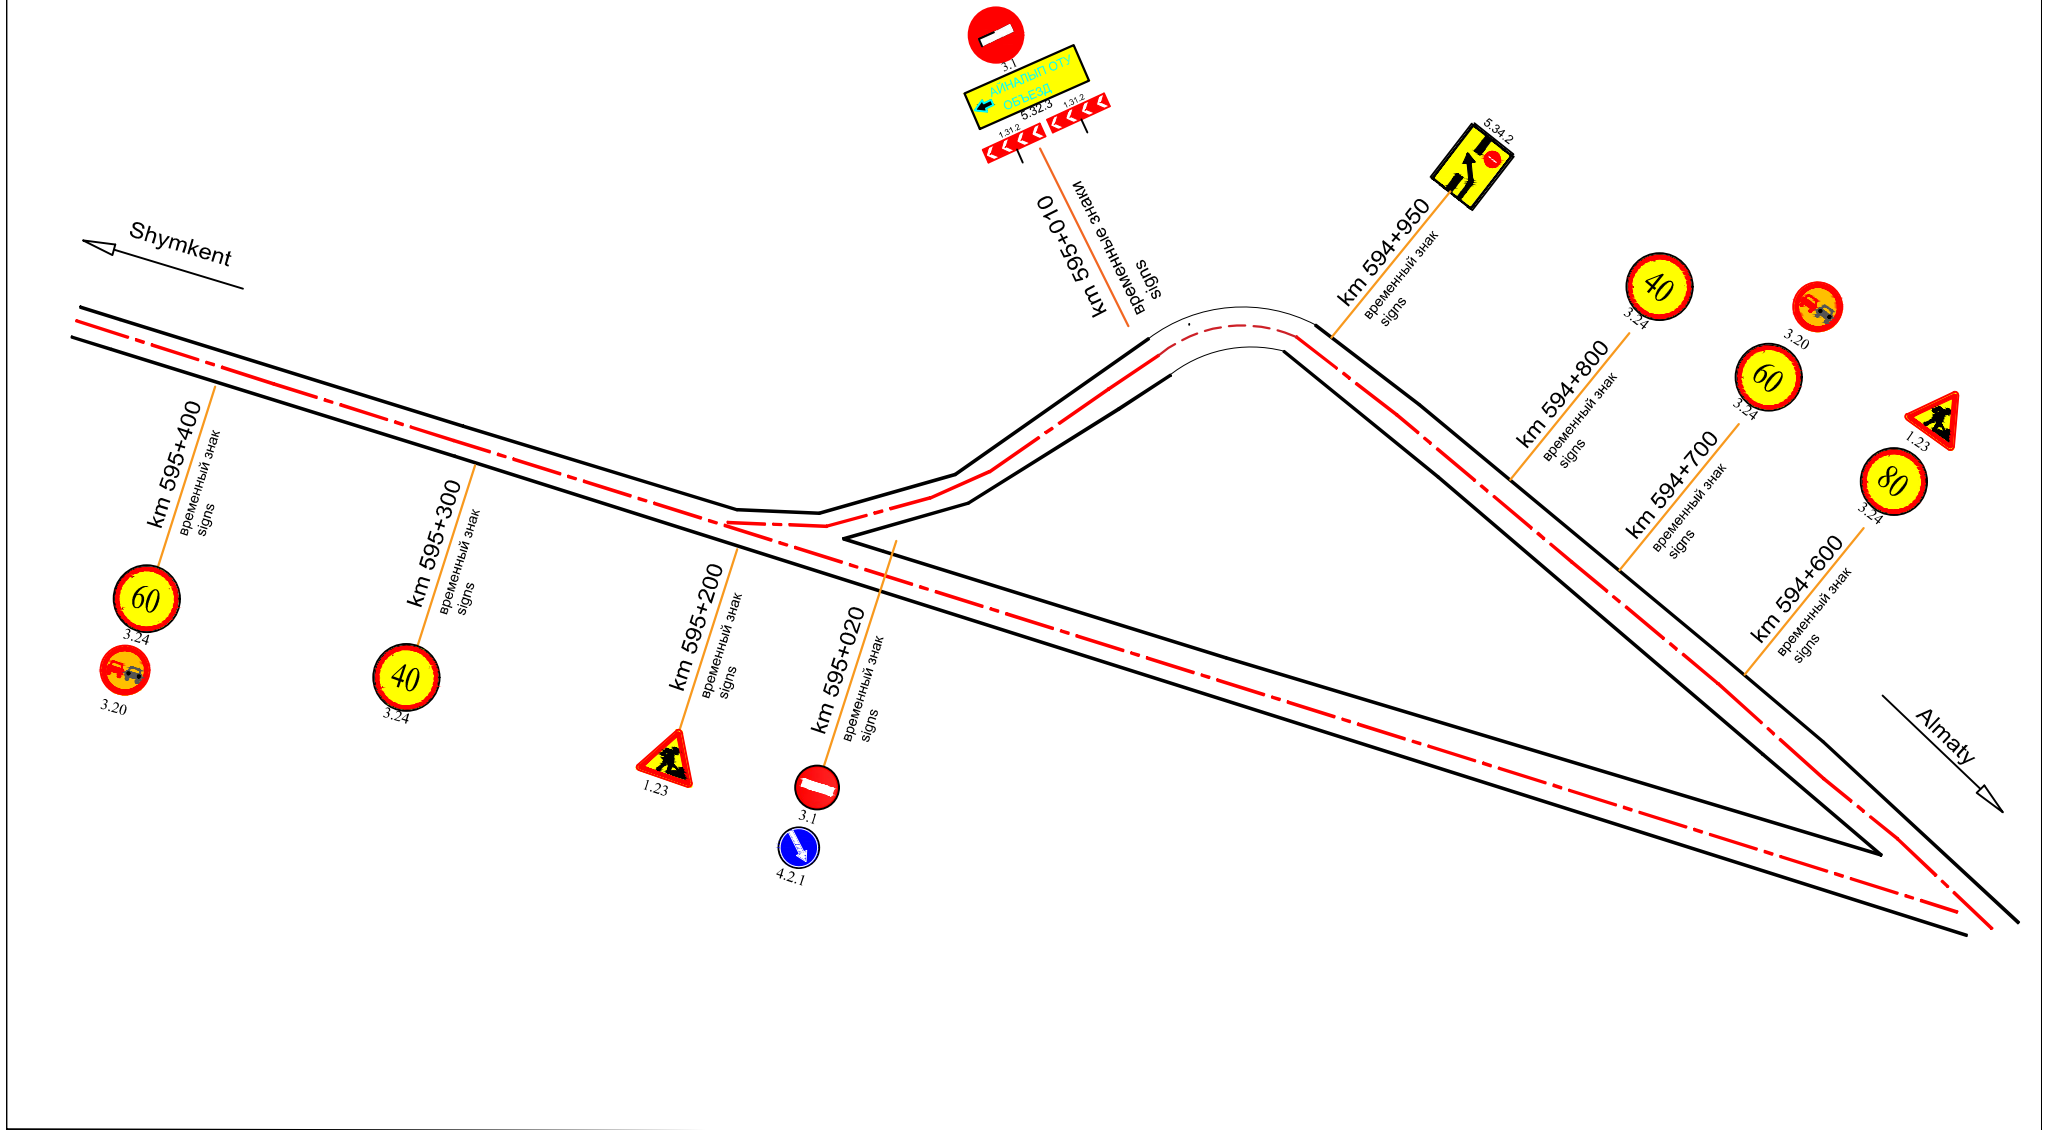 3.1
АЙНАЛЫП ОТУ
ОБЪЕЗД
5.32.3
1.31.2
1.31.2
km 595+010
временные знаки
signs
5.34.2
km 594+950
временный знак
signs
40
3.24
km 594+800
временный знак
signs
3.20
60
3.24
km 594+700
временный знак
signs
1.23
80
3.24
km 594+600
временный знак
signs
Almaty
Shymkent
km 595+400
временный знак
signs
60
3.24
3.20
km 595+300
временный знак
signs
40
3.24
km 595+200
временный знак
signs
1.23
km 595+020
временный знак
signs
3.1
4.2.1